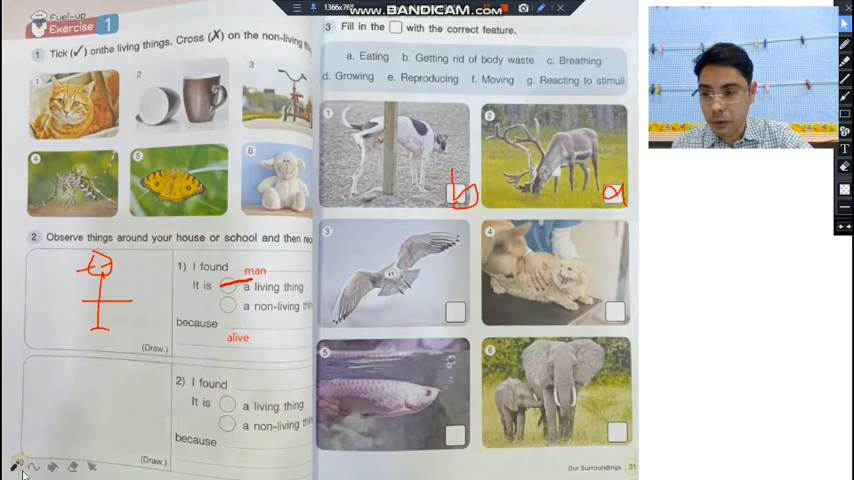 1366x768
WWW.BANDICAM.COM
Fuel-up
Exercise 1
1 Tick (✓) onthe living things. Cross (✗) on the non-living
1
2
3
4
5
6
2 Observe things around your house or school and then
1) I found
man
It is
a living thing
a non-living
because
alive
(Draw.)
2) I found
It is
a living thing
a non-living
because
(Draw.)
3 Fill in the with the correct feature.
a. Eating b. Getting rid of body waste c. Breathing
d. Growing e. Reproducing f. Moving g. Reacting to stimuli
1
b
2
a
3
4
5
6
Our Surroundings 31